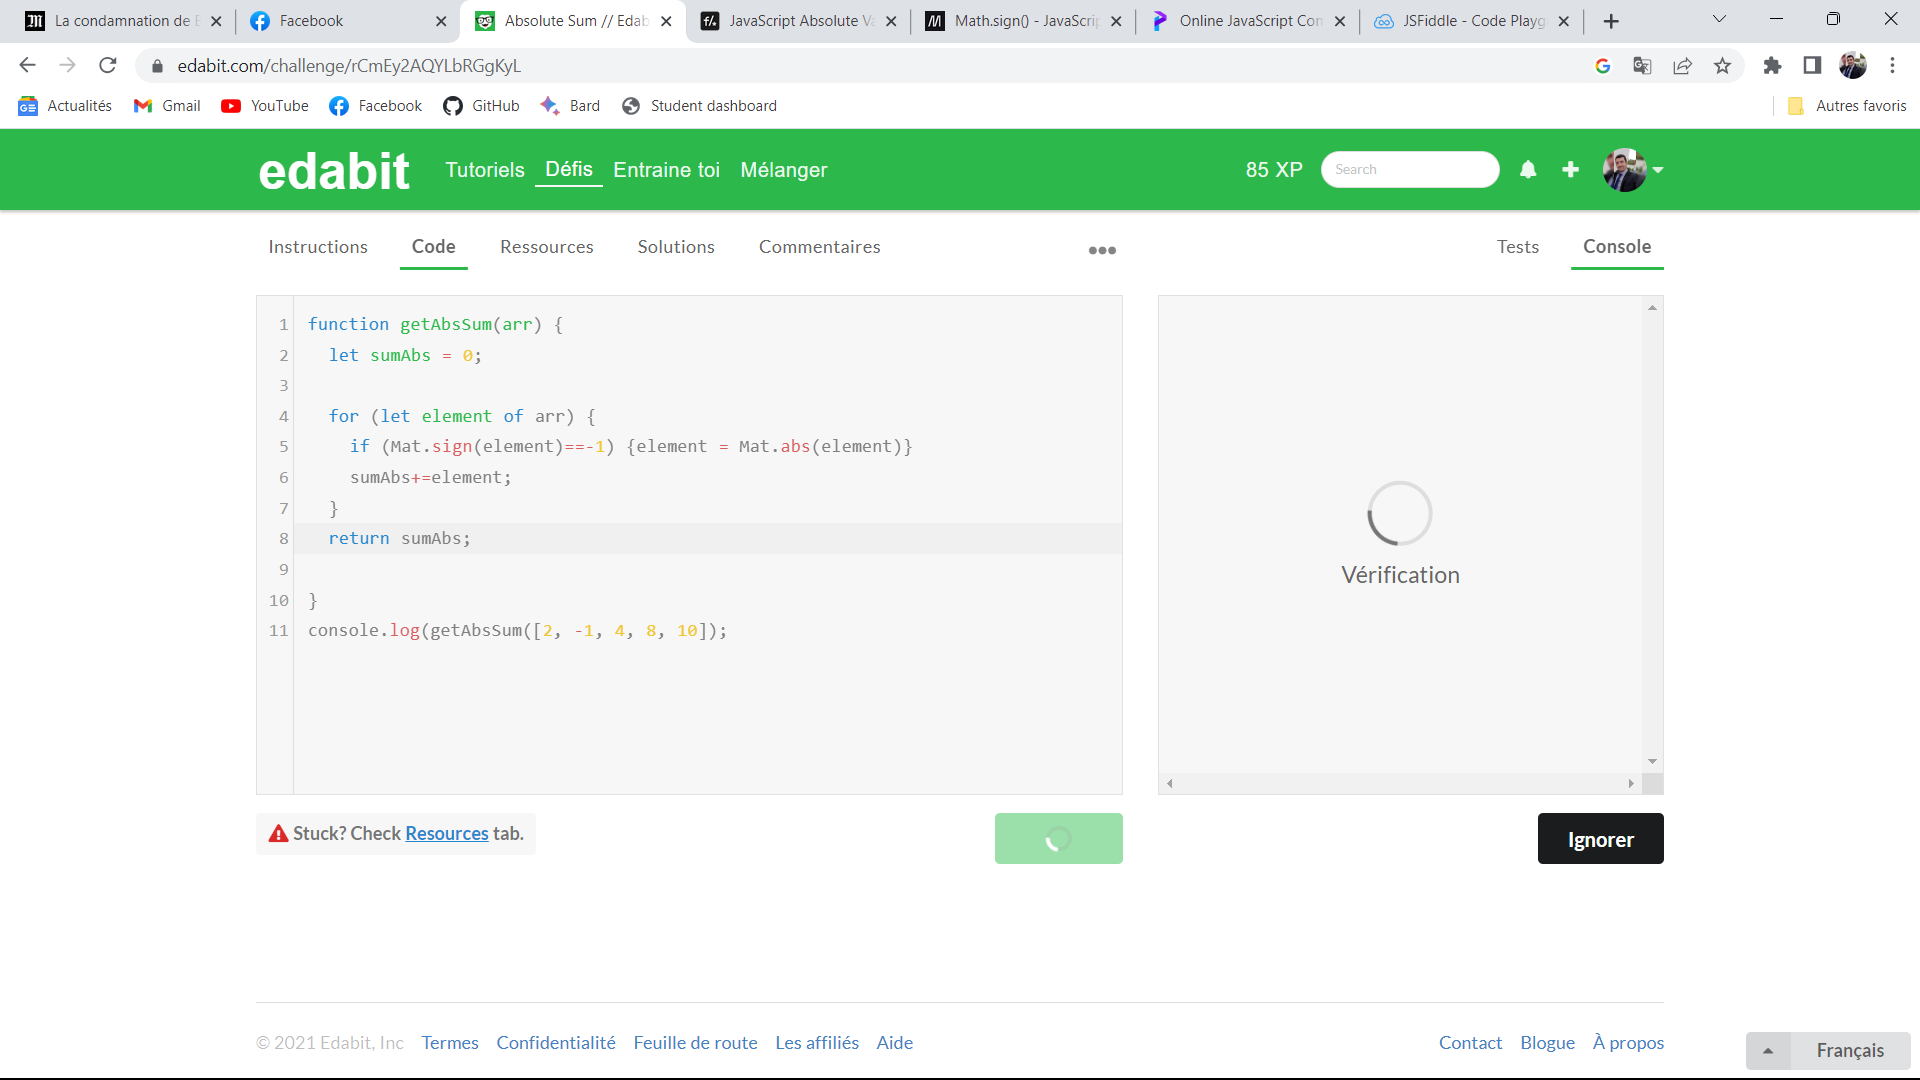 La condamnation de
Facebook
Absolute Sum // Edab
JavaScript Absolute Va
Math.sign() - JavaScrip
Online JavaScript Com
JSFiddle - Code Playg
edabit.com/challenge/rCmEy2AQYLbRGgKyL
Actualités
Gmail
YouTube
Facebook
GitHub
Bard
Student dashboard
Autres favoris
edabit
Tutoriels
Défis
Entraine toi
Mélanger
85 XP
Search
Instructions
Code
Ressources
Solutions
Commentaires
Tests
Console
1 function getAbsSum(arr) {
2 let sumAbs = 0;
3
4 for (let element of arr) {
5 if (Mat.sign(element)==-1) {element = Mat.abs(element)}
6 sumAbs+=element;
7 }
8 return sumAbs;
9
10 }
11 console.log(getAbsSum([2, -1, 4, 8, 10]);
Vérification
Stuck? Check Resources tab.
Ignorer
© 2021 Edabit, Inc
Termes
Confidentialité
Feuille de route
Les affiliés
Aide
Contact
Blogue
À propos
Français